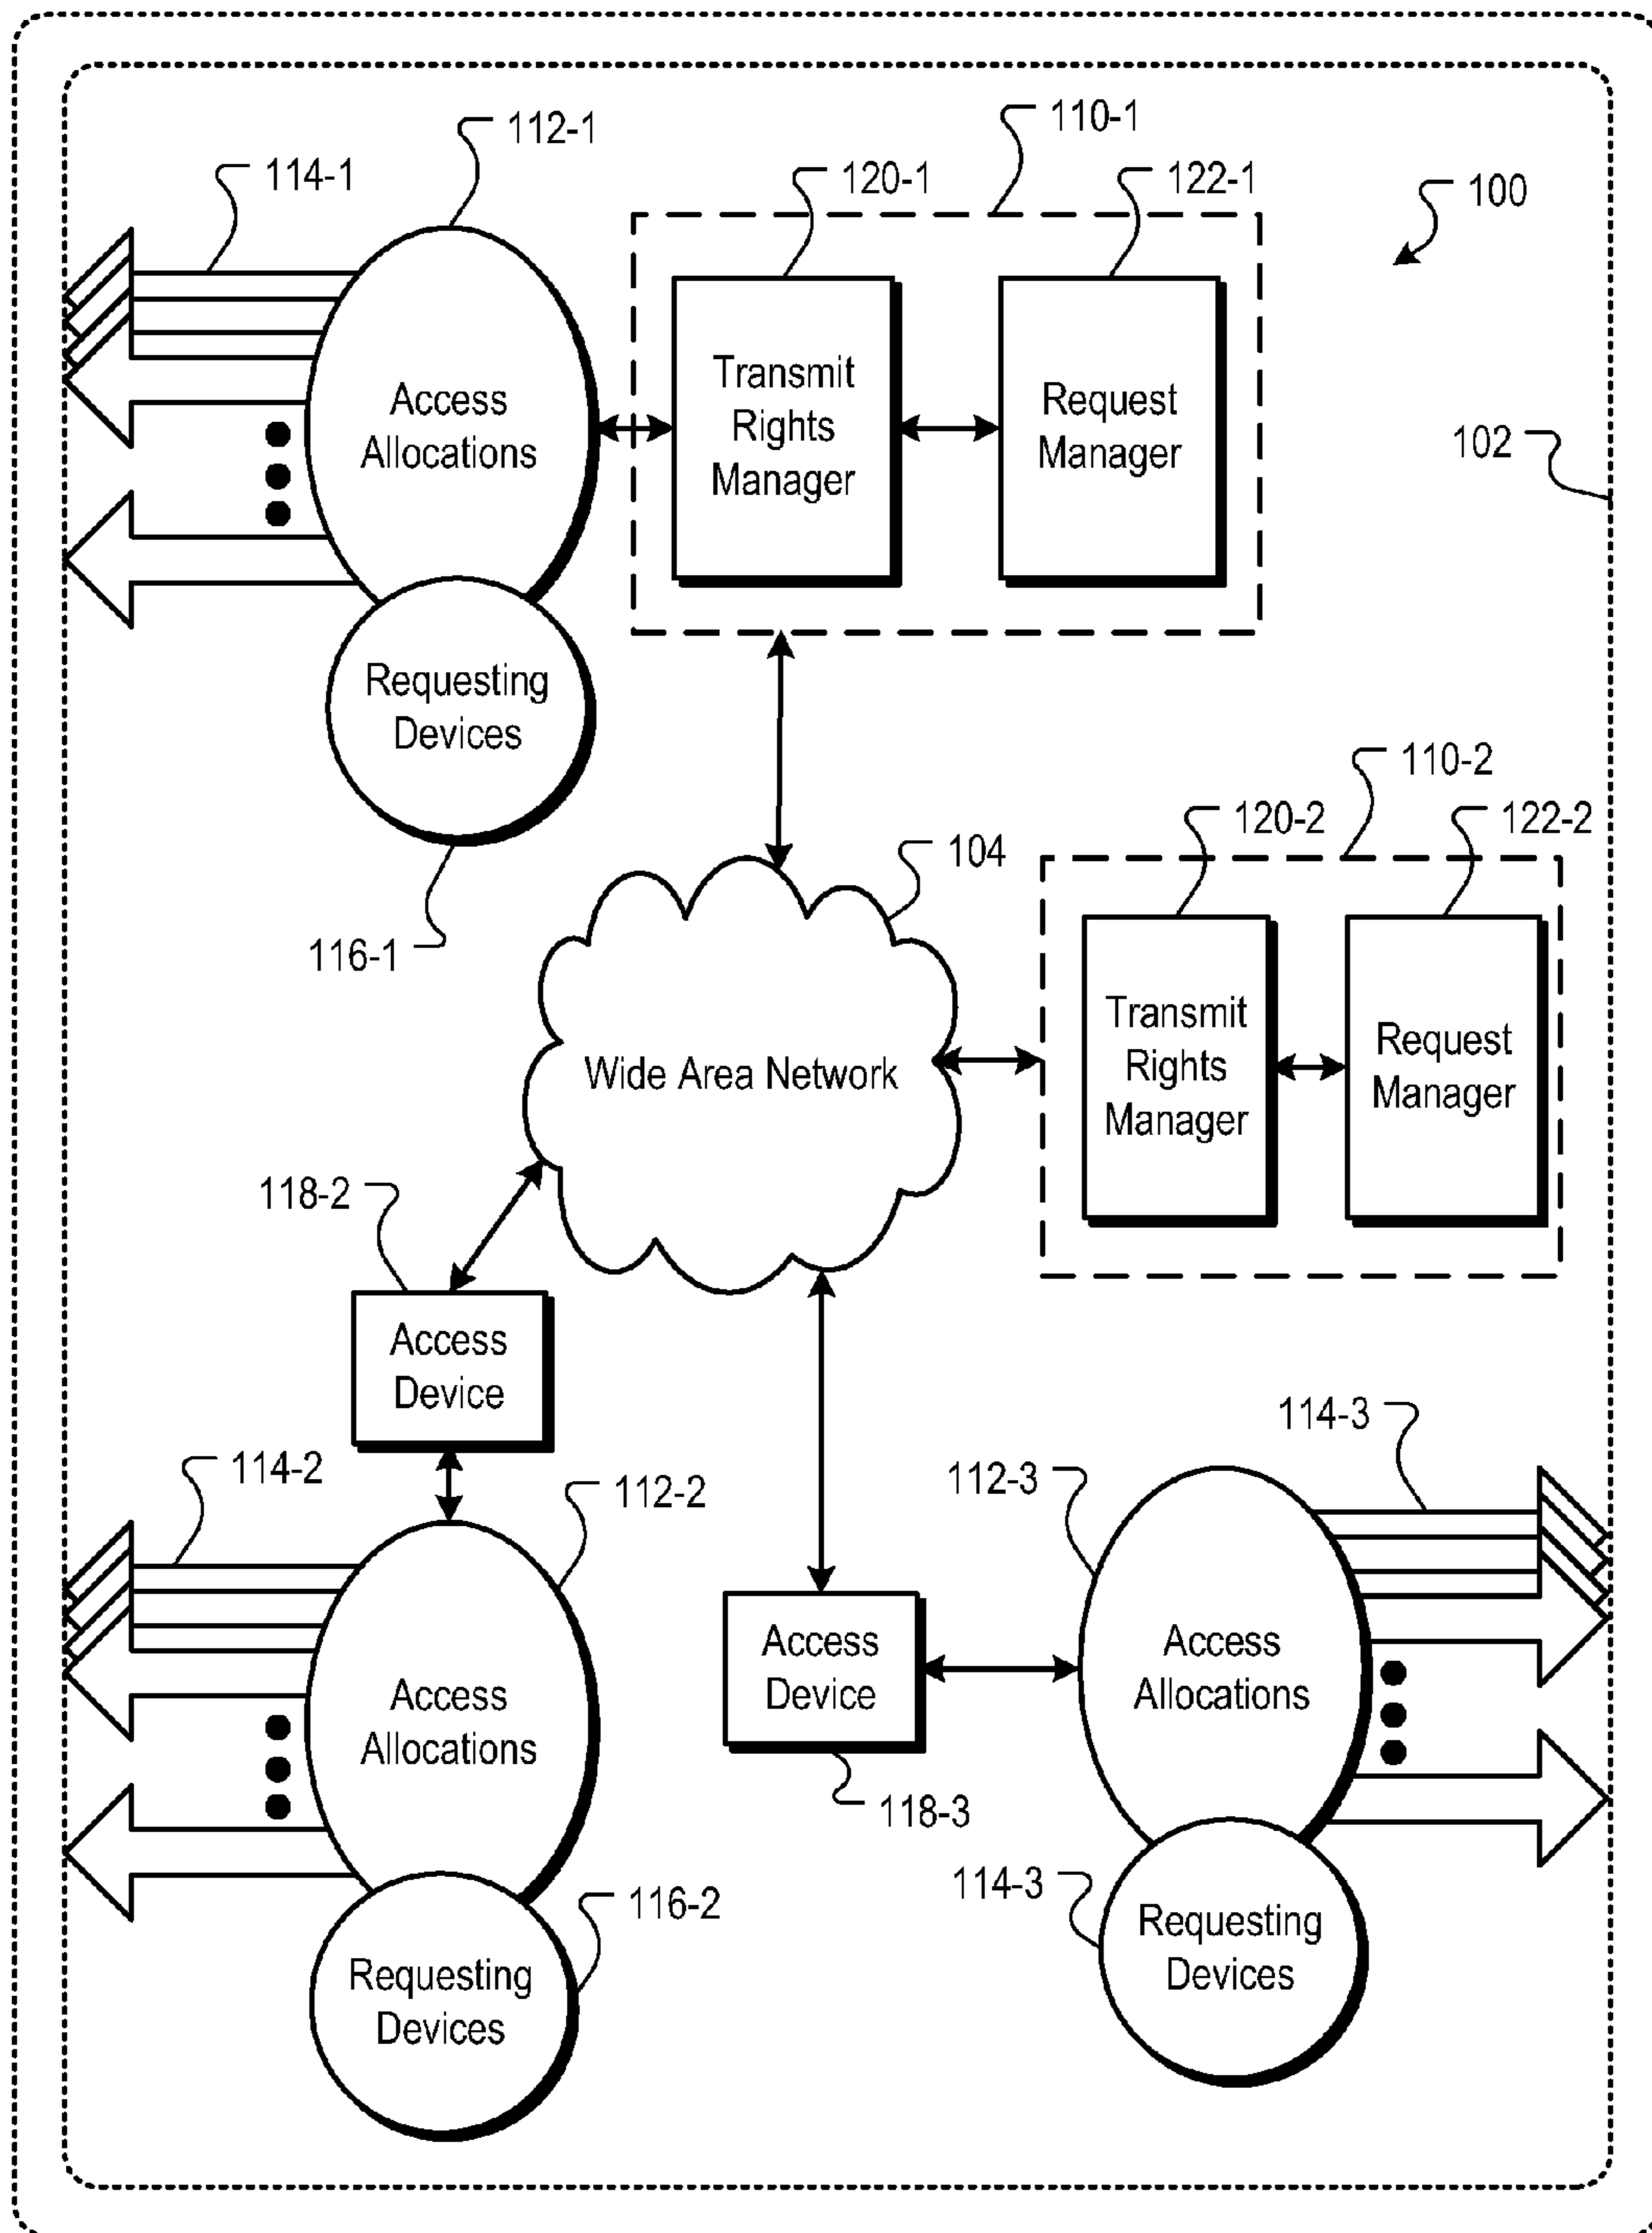 110-1
112-1
114-1
120-1
122-1
100
Access
Allocations
Transmit
Rights
Manager
Request
Manager
102
Requesting
Devices
116-1
110-2
120-2
122-2
104
Wide Area Network
Transmit
Rights
Manager
Request
Manager
118-2
Access
Device
114-2
112-2
112-3
114-3
Access
Allocations
Access
Device
Access
Allocations
118-3
116-2
114-3
Requesting
Devices
Requesting
Devices